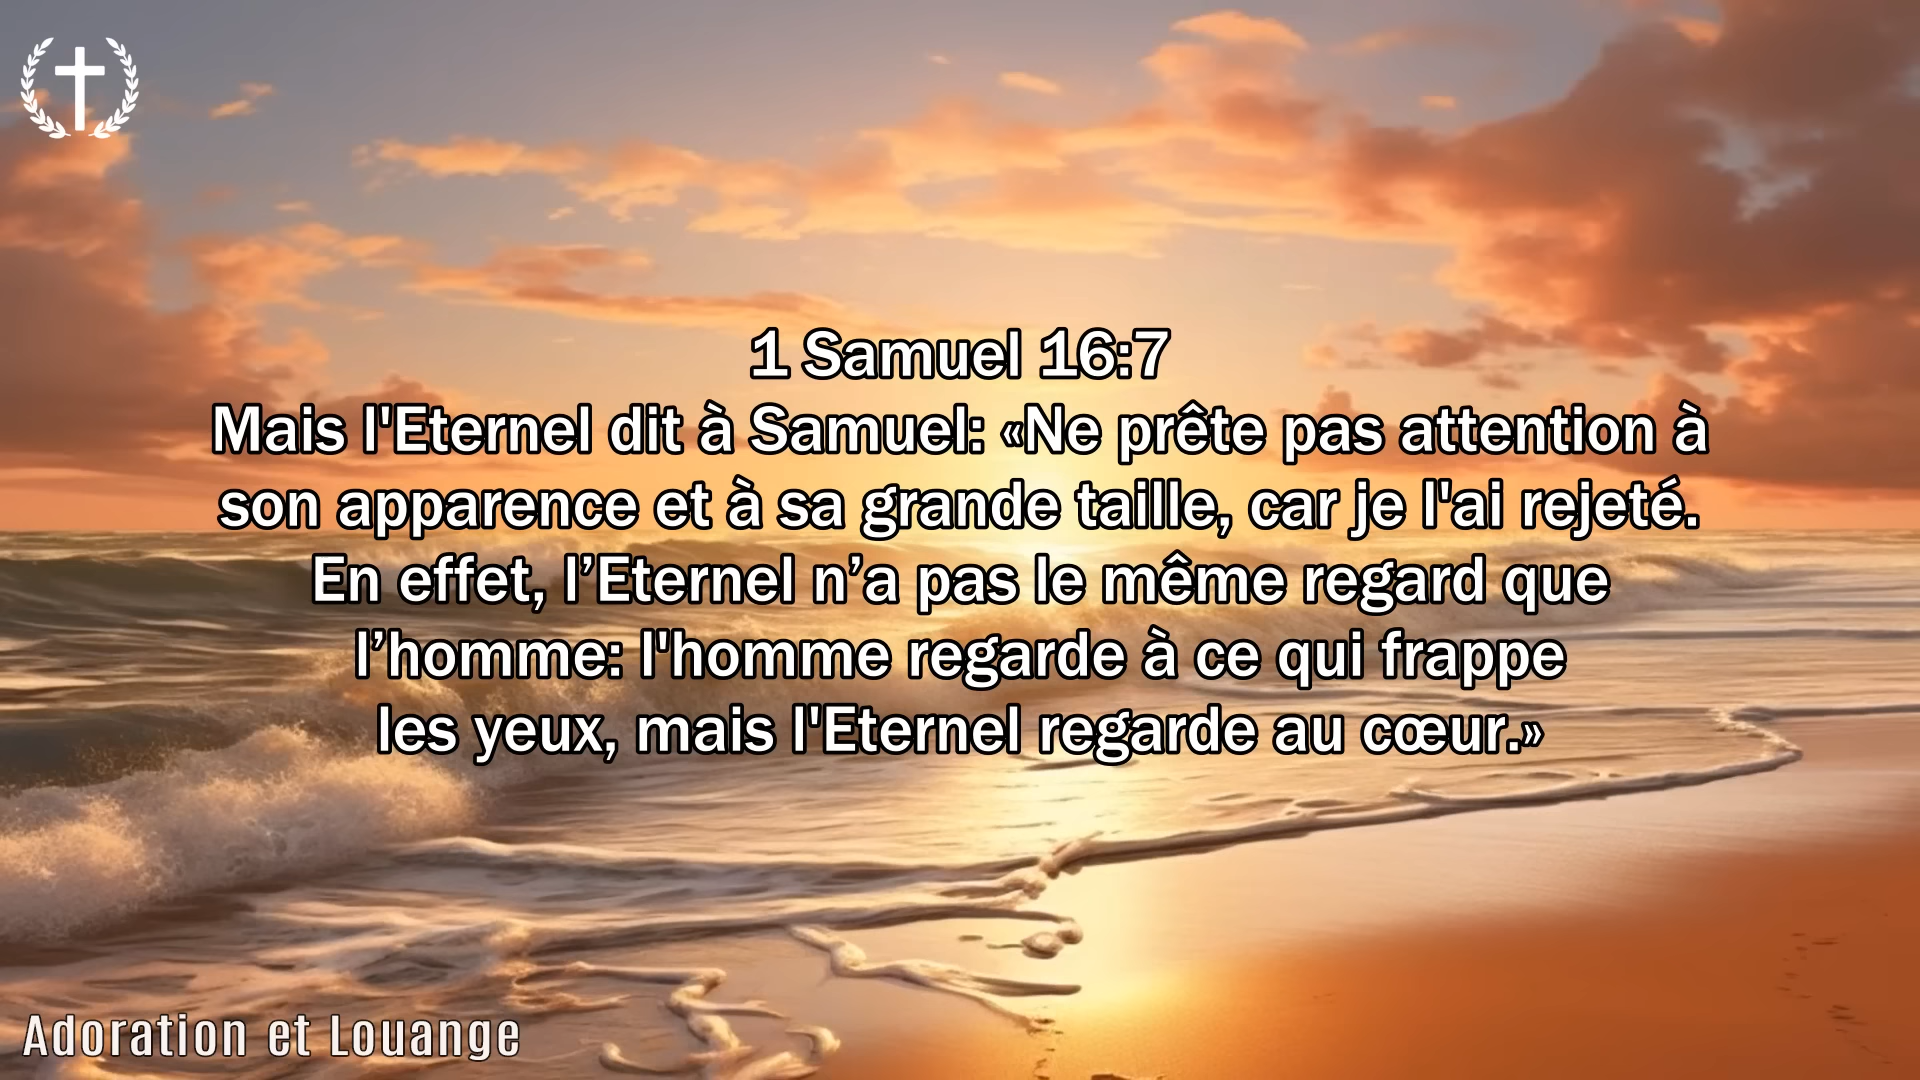 1 Samuel 16:7
Mais l'Eternel dit à Samuel: «Ne prête pas attention à
son apparence et à sa grande taille, car je l'ai rejeté.
En effet, l’Eternel n’a pas le même regard que
l’homme: l'homme regarde à ce qui frappe
les yeux, mais l'Eternel regarde au cœur.»
Adoration et Louange